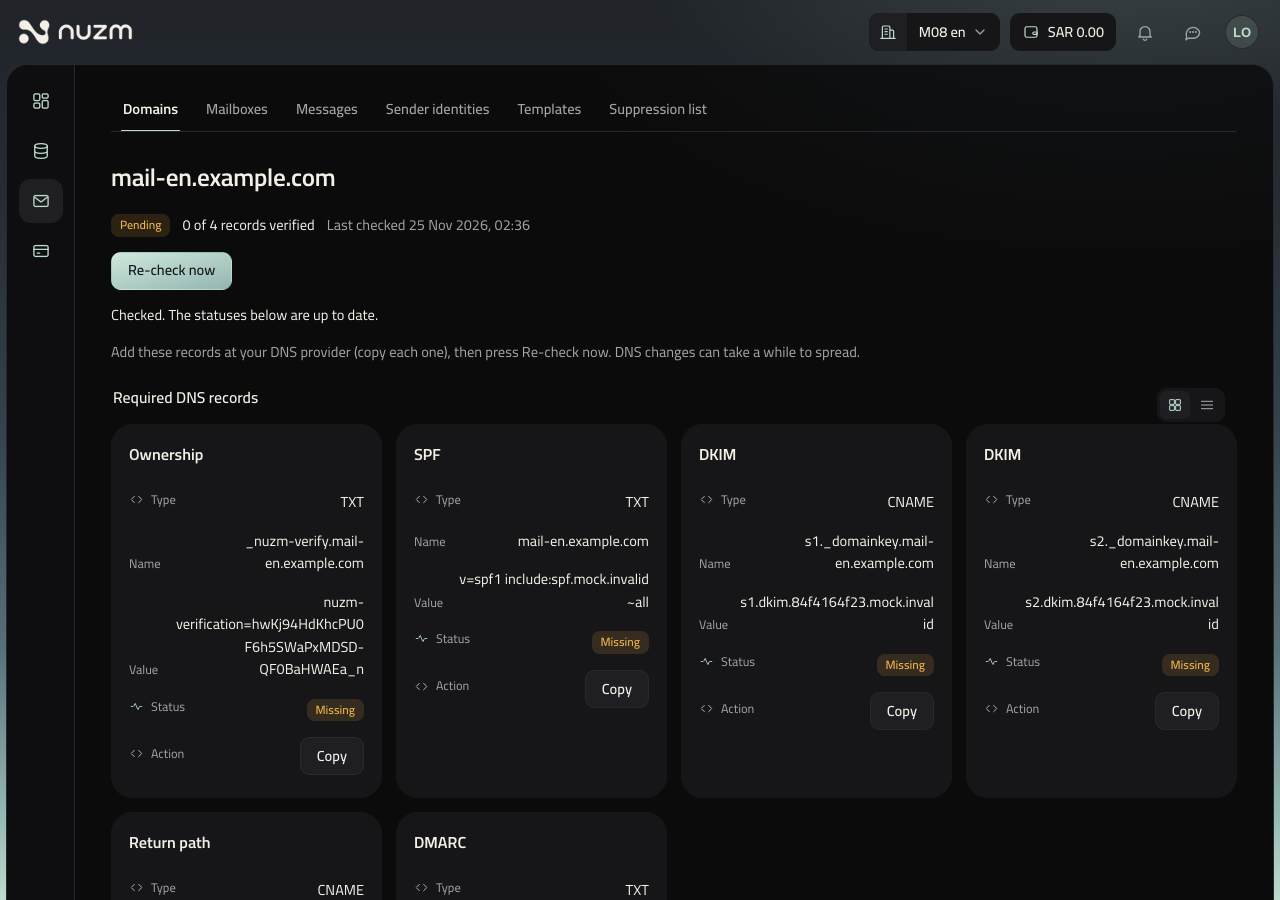 nuzm
M08 en
SAR 0.00
LO
Domains
Mailboxes
Messages
Sender identities
Templates
Suppression list
mail-en.example.com
Pending
0 of 4 records verified
Last checked 25 Nov 2026, 02:36
Re-check now
Checked. The statuses below are up to date.
Add these records at your DNS provider (copy each one), then press Re-check now. DNS changes can take a while to spread.
Required DNS records
Ownership
Type
TXT
Name
_nuzm-verify.mail-
en.example.com
Value
nuzm-
verification=hwKj94HdKhcPU0
F6h5SWaPxMDSD-
QF0BaHWAEa_n
Status
Missing
Action
Copy
SPF
Type
TXT
Name
mail-en.example.com
Value
v=spf1 include:spf.mock.invalid
~all
Status
Missing
Action
Copy
DKIM
Type
CNAME
Name
s1._domainkey.mail-
en.example.com
Value
s1.dkim.84f4164f23.mock.inval
id
Status
Missing
Action
Copy
DKIM
Type
CNAME
Name
s2._domainkey.mail-
en.example.com
Value
s2.dkim.84f4164f23.mock.inval
id
Status
Missing
Action
Copy
Return path
Type
CNAME
DMARC
Type
TXT